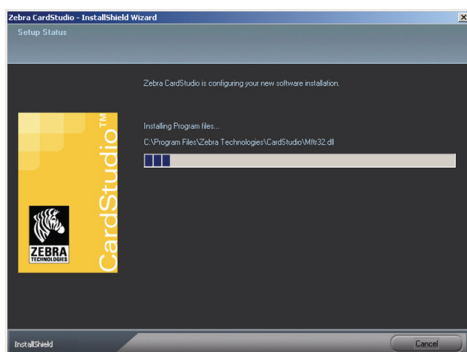 Zebra CardStudio - InstallShield Wizard
Setup Status
Zebra CardStudio is configuring your new software installation.
Installing Program files...
C:\Program Files\Zebra Technologies\CardStudio\Mftr32.dll
CardStudio™
ZEBRA
TECHNOLOGIES
InstallShield
Cancel